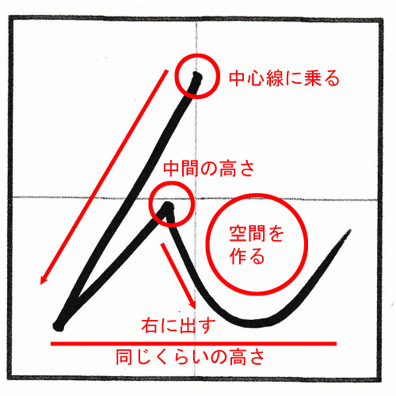 中心線に乗る
中間の高さ
空間を
作る
ん
右に出す
同じくらいの高さ